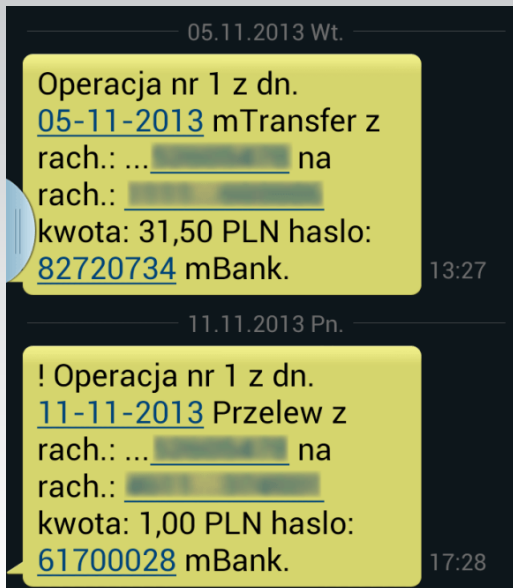 05.11.2013 Wt.
Operacja nr 1 z dn.
05-11-2013 mTransfer z
rach.: ... na
rach.:
kwota: 31,50 PLN haslo:
82720734 mBank.
13:27
11.11.2013 Pn.
! Operacja nr 1 z dn.
11-11-2013 Przelew z
rach.: ... na
rach.:
kwota: 1,00 PLN haslo:
61700028 mBank.
17:28